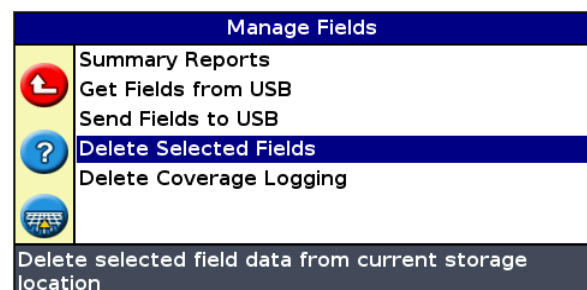 Manage Fields
Summary Reports
Get Fields from USB
Send Fields to USB
?
Delete Selected Fields
Delete Coverage Logging
Delete selected field data from current storage
location